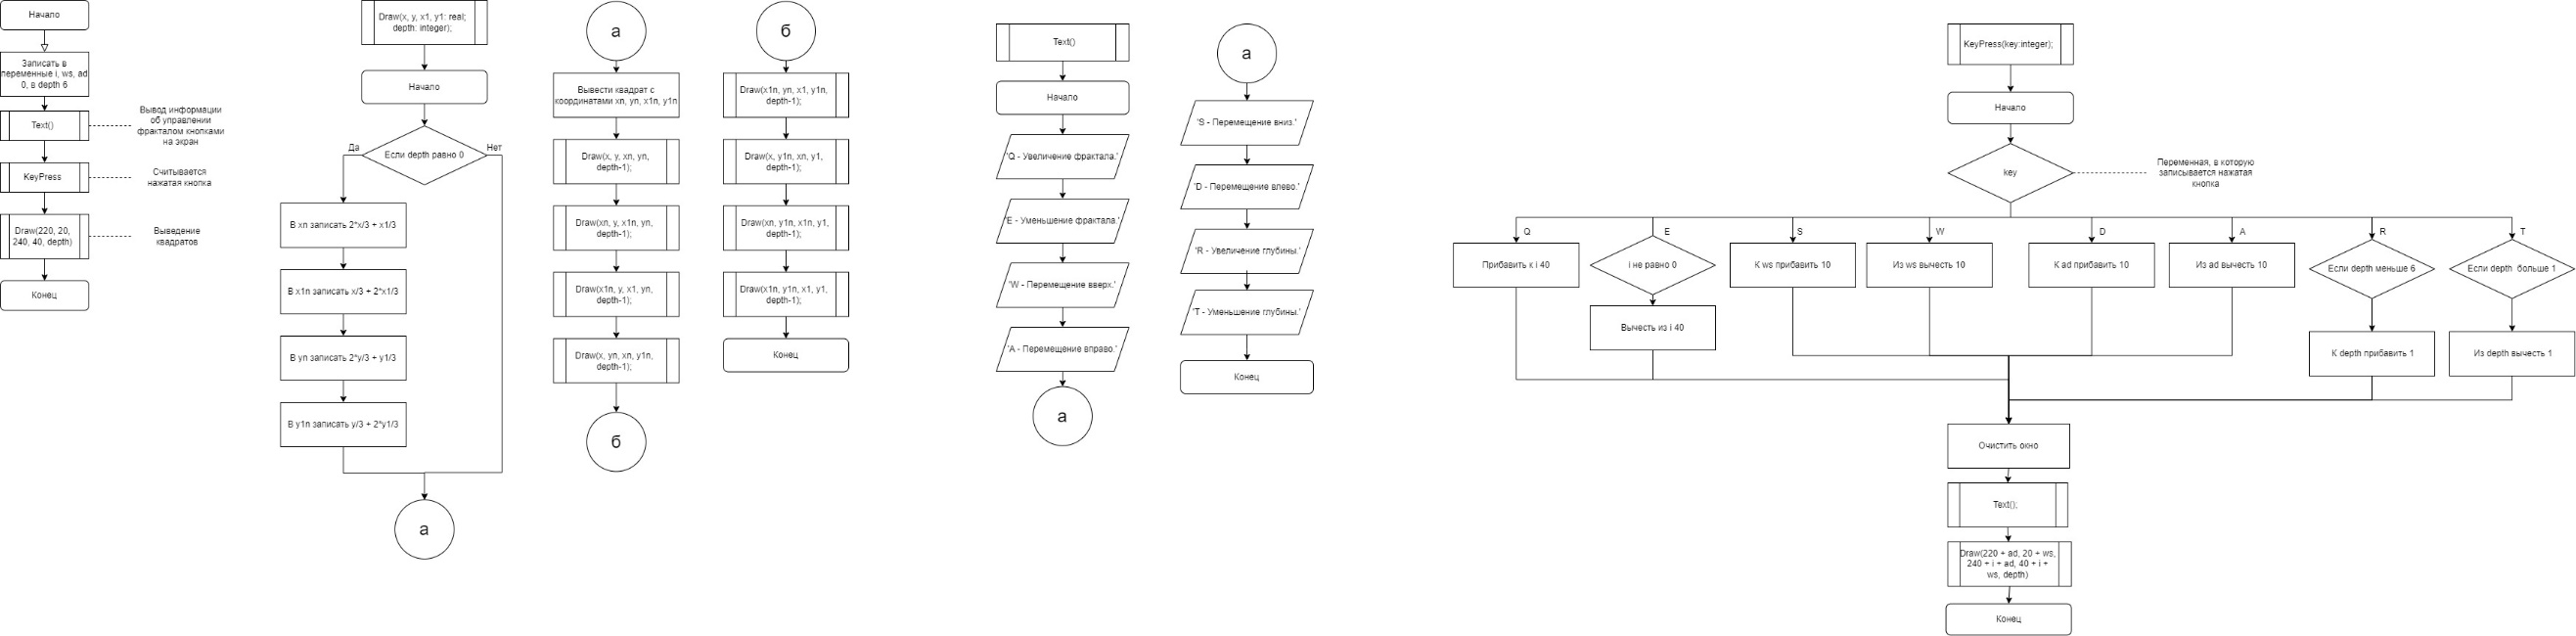 Начало
Записать в
переменные i, ws, ad
0, в depth 6
Text()
Вывод информации
об управлении
фракталом кнопками
на экран
KeyPress
Считывается
нажатая кнопка
Draw(220, 20,
240, 40, depth)
Выведение
квадратов
Конец
Draw(x, y, x1, y1: real;
depth: integer);
Начало
Если depth равно 0
Да
Нет
В xn записать 2*x/3 + x1/3
В x1n записать x/3 + 2*x1/3
В yn записать 2*y/3 + y1/3
В y1n записать y/3 + 2*y1/3
а
а
Вывести квадрат с
координатами xn, yn, x1n, y1n
Draw(x, y, xn, yn,
depth-1);
Draw(xn, y, x1n, yn,
depth-1);
Draw(x1n, y, x1, yn,
depth-1);
Draw(x, yn, xn, y1n,
depth-1);
б
б
Draw(x1n, yn, x1, y1n,
depth-1);
Draw(x, y1n, xn, y1,
depth-1);
Draw(xn, y1n, x1n, y1,
depth-1);
Draw(x1n, y1n, x1, y1,
depth-1);
Конец
Text()
Начало
'Q - Увеличение фрактала.'
'E - Уменьшение фрактала.'
'W - Перемещение вверх.'
'A - Перемещение вправо.'
а
а
'S - Перемещение вниз.'
'D - Перемещение влево.'
'R - Увеличение глубины.'
'T - Уменьшение глубины.'
Конец
KeyPress(key:integer);
Начало
key
Переменная, в которую
записывается нажатая
кнопка
Q
E
S
W
D
A
R
T
Прибавить к i 40
i не равно 0
К ws прибавить 10
Из ws вычесть 10
К ad прибавить 10
Из ad вычесть 10
Если depth меньше 6
Если depth больше 1
Вычесть из i 40
К depth прибавить 1
Из depth вычесть 1
Очистить окно
Text();
Draw(220 + ad, 20 + ws,
240 + i + ad, 40 + i +
ws, depth)
Конец